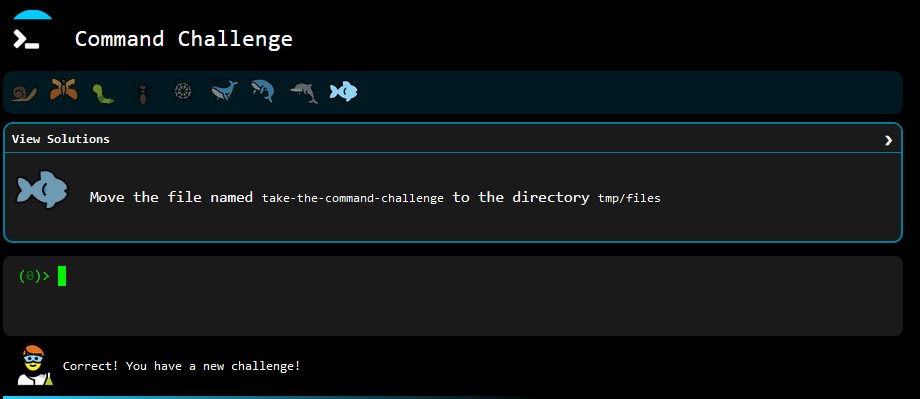 Command Challenge
View Solutions
Move the file named take-the-command-challenge to the directory tmp/files
(0)>
Correct! You have a new challenge!